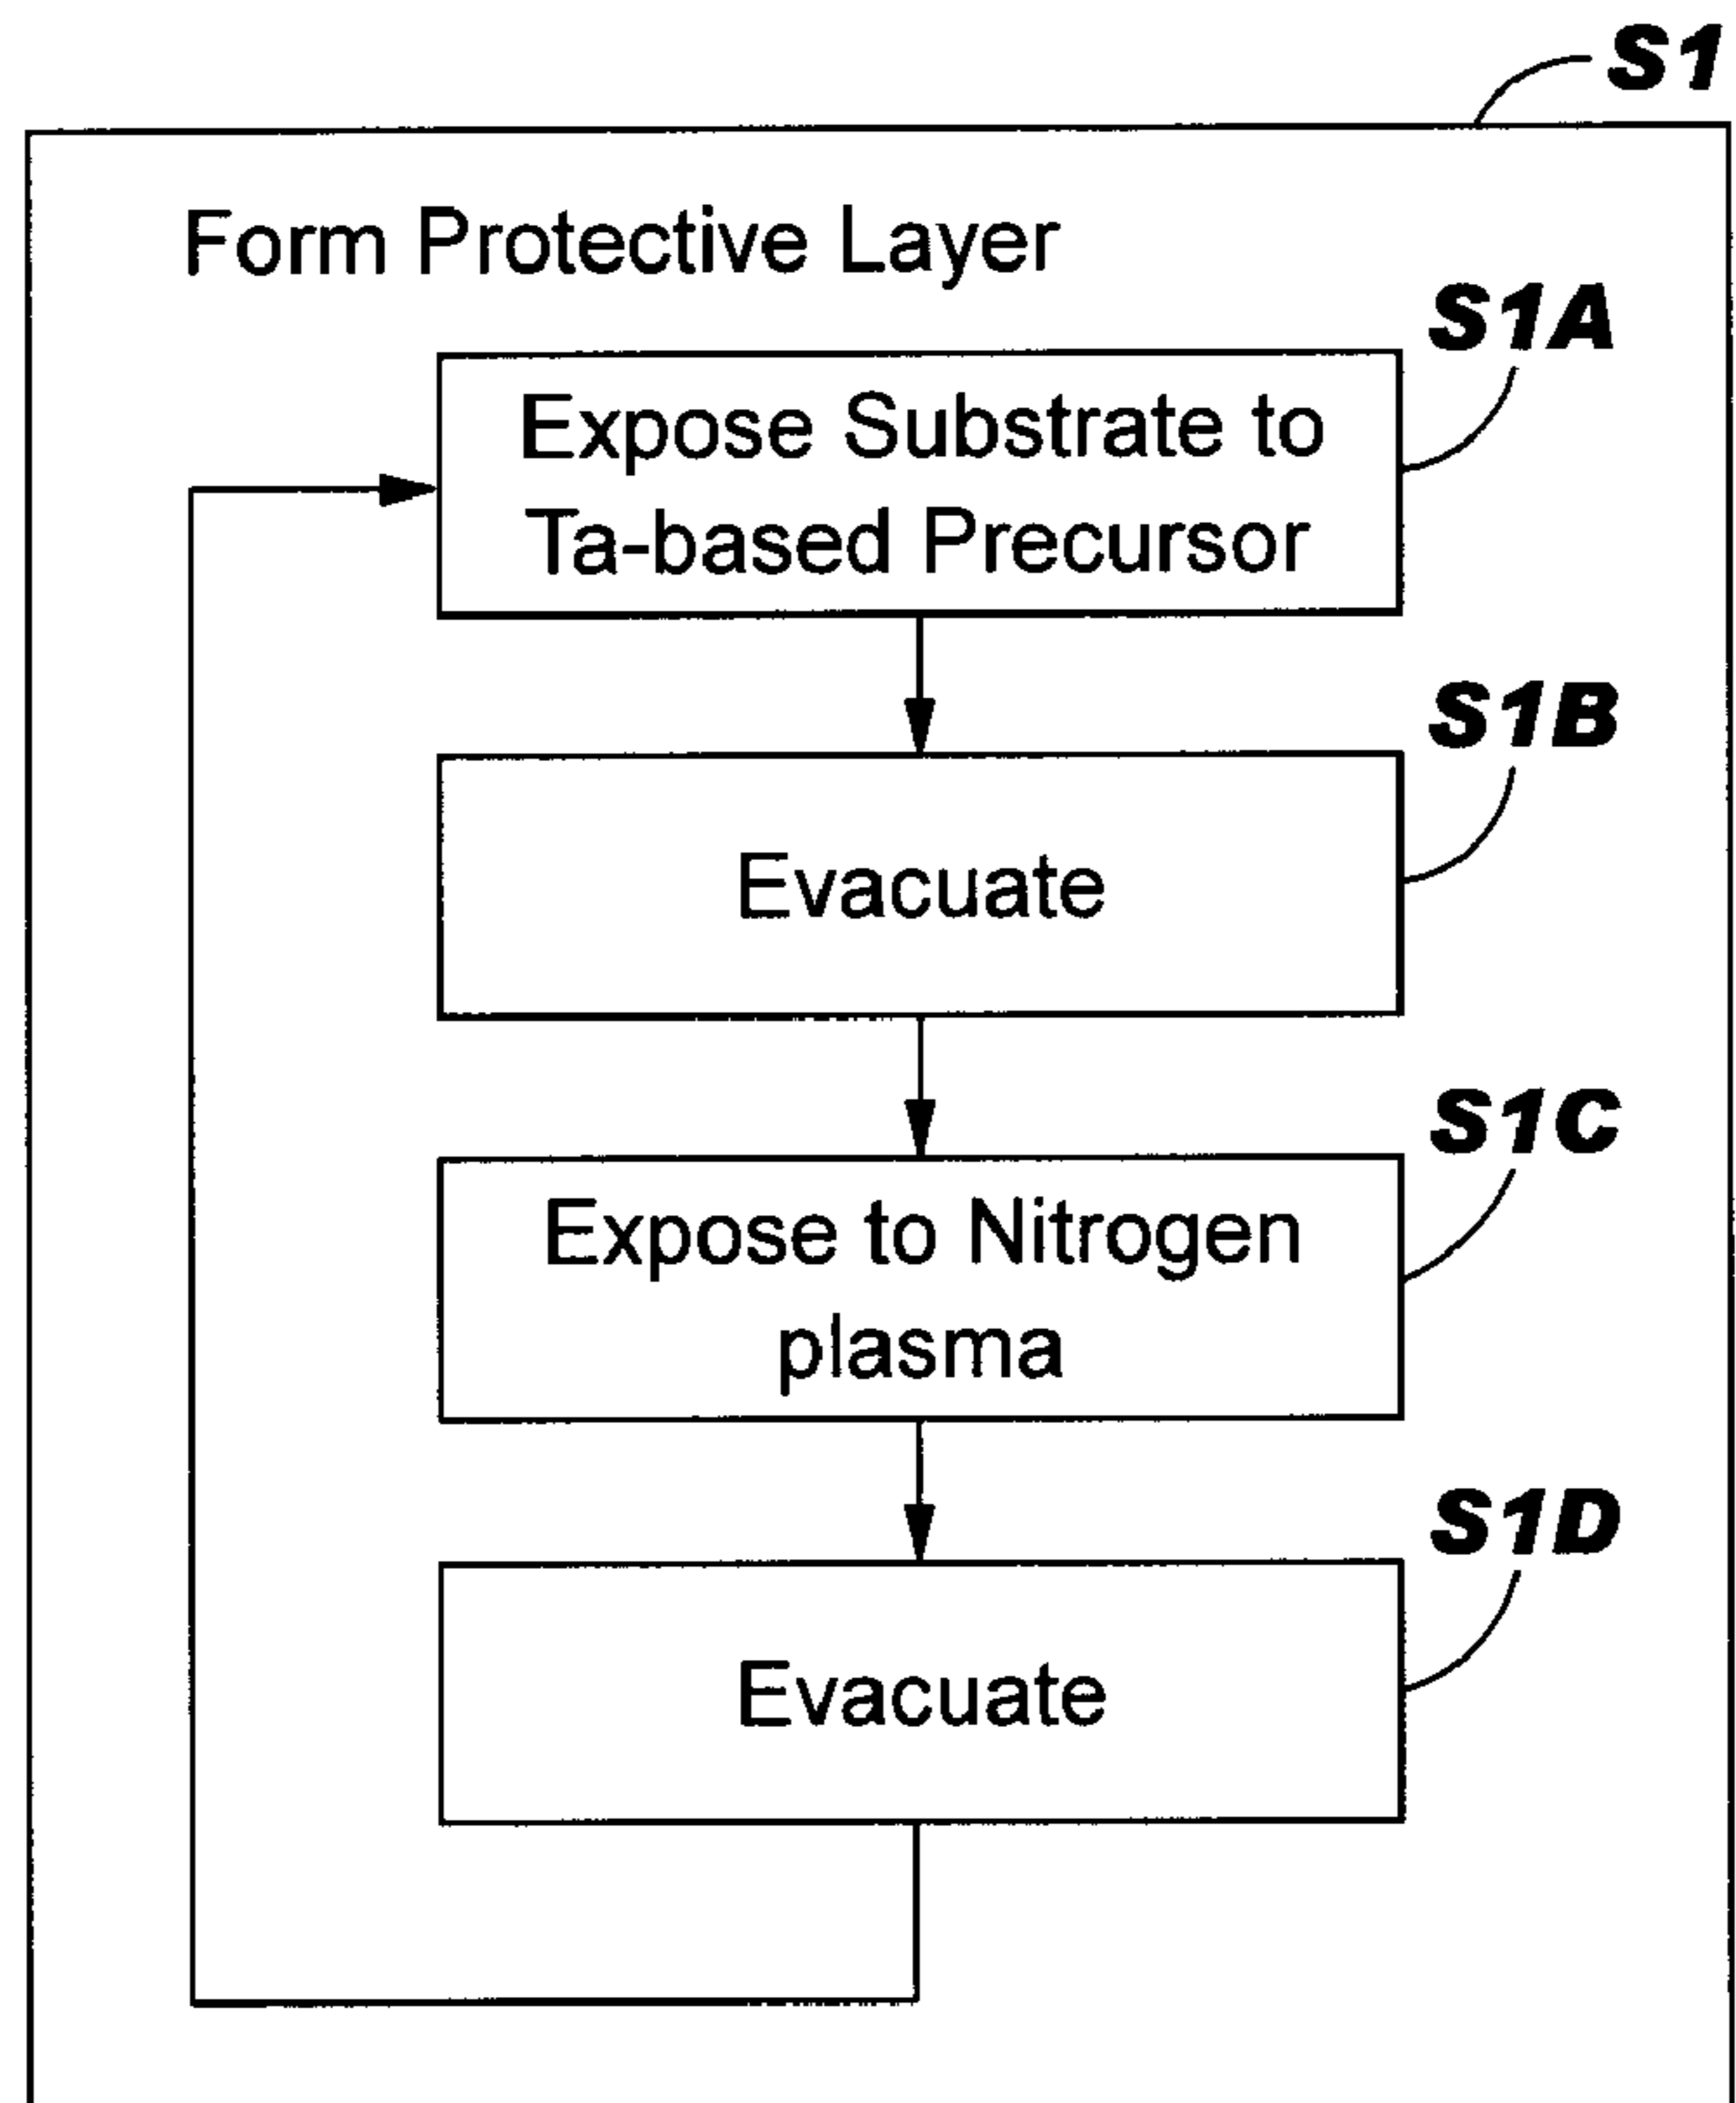 S1
Form Protective Layer
S1A
Expose Substrate to
Ta-based Precursor
S1B
Evacuate
S1C
Expose to Nitrogen
plasma
S1D
Evacuate